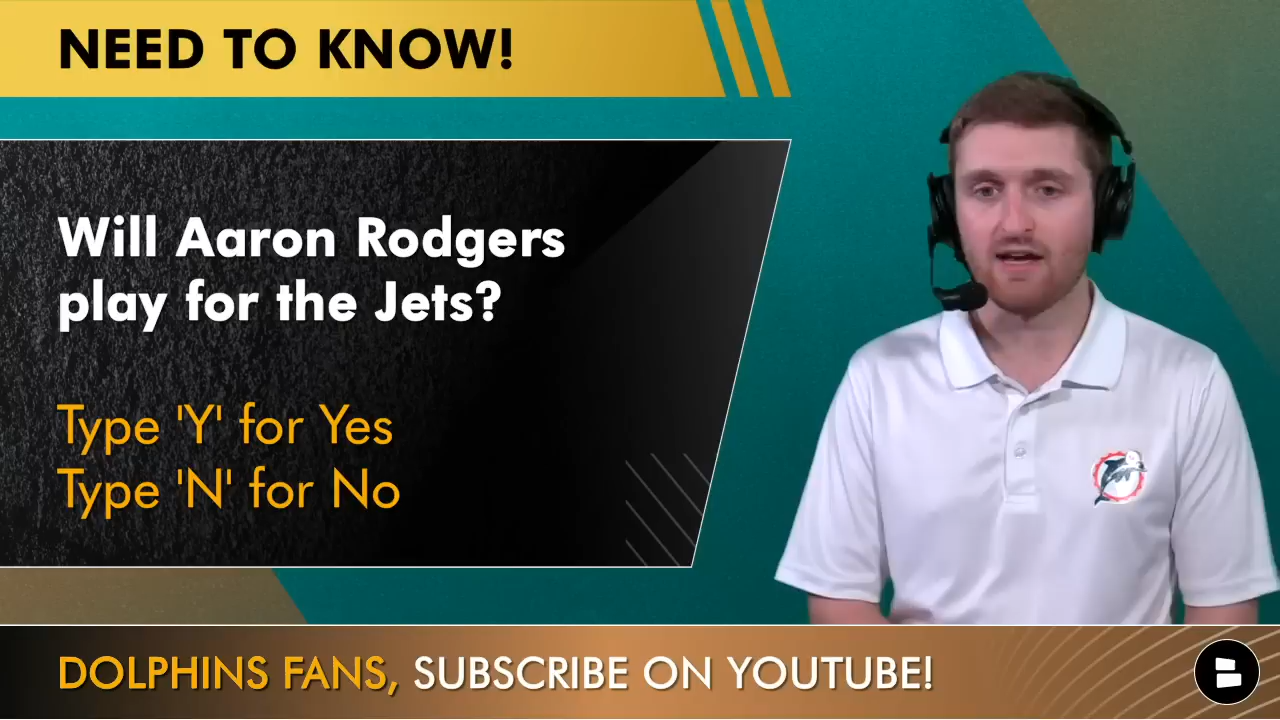 NEED TO KNOW!
Will Aaron Rodgers
play for the Jets?
Type 'Y' for Yes
Type 'N' for No
DOLPHINS FANS, SUBSCRIBE ON YOUTUBE!